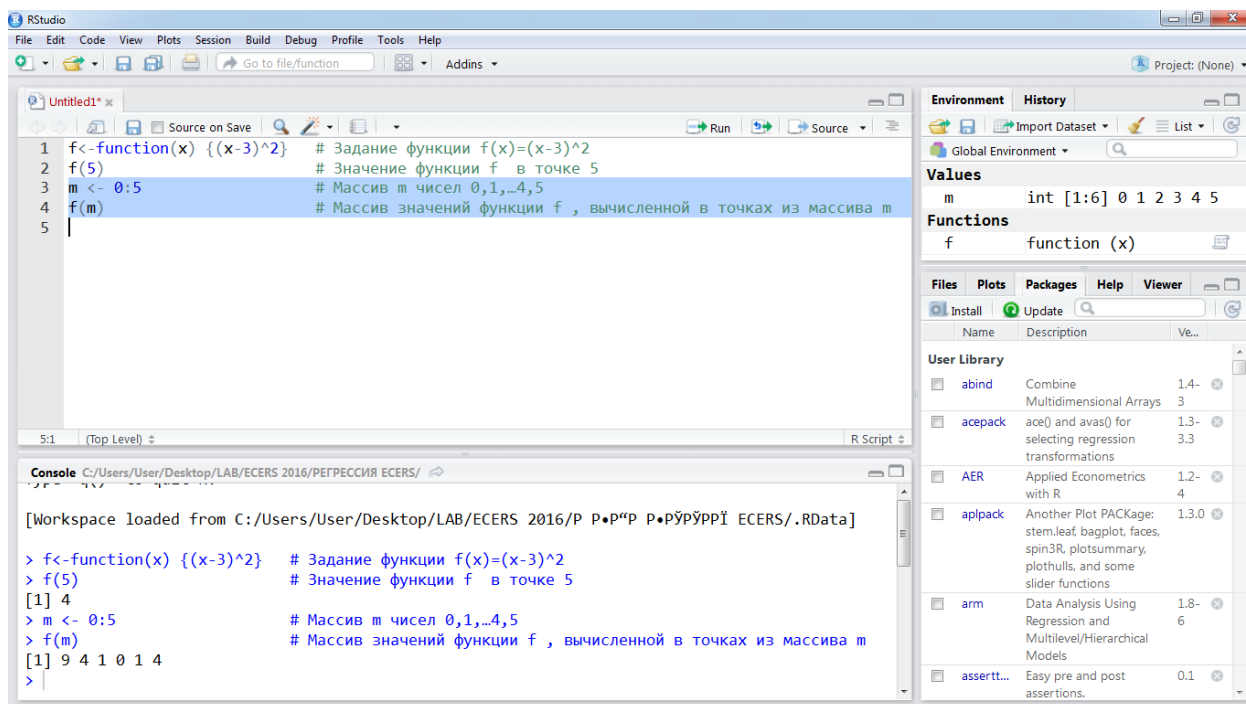 RStudio
File Edit Code View Plots Session Build Debug Profile Tools Help
Go to file/function Addins Project: (None)
Untitled1*
Source on Save Run Source
1 f<-function(x) {(x-3)^2} # Задание функции f(x)=(x-3)^2
2 f(5) # Значение функции f в точке 5
3 m <- 0:5 # Массив m чисел 0,1,…4,5
4 f(m) # Массив значений функции f , вычисленной в точках из массива m
5
5:1 (Top Level) R Script
Console C:/Users/User/Desktop/LAB/ECERS 2016/РЕГРЕССИЯ ECERS/
[Workspace loaded from C:/Users/User/Desktop/LAB/ECERS 2016/Р Р•Р“Р Р•РЎРЎРРЇ ECERS/.RData]
> f<-function(x) {(x-3)^2} # Задание функции f(x)=(x-3)^2
> f(5) # Значение функции f в точке 5
[1] 4
> m <- 0:5 # Массив m чисел 0,1,…4,5
> f(m) # Массив значений функции f , вычисленной в точках из массива m
[1] 9 4 1 0 1 4
>
Environment History
Import Dataset List
Global Environment
Values
m int [1:6] 0 1 2 3 4 5
Functions
f function (x)
Files Plots Packages Help Viewer
Install Update
Name Description Ve...
User Library
abind Combine 1.4-
Multidimensional Arrays 3
acepack ace() and avas() for 1.3-
selecting regression 3.3
transformations
AER Applied Econometrics 1.2-
with R 4
aplpack Another Plot PACKage: 1.3.0
stem.leaf, bagplot, faces,
spin3R, plotsummary,
plothulls, and some
slider functions
arm Data Analysis Using 1.8-
Regression and 6
Multilevel/Hierarchical
Models
assertt... Easy pre and post 0.1
assertions.